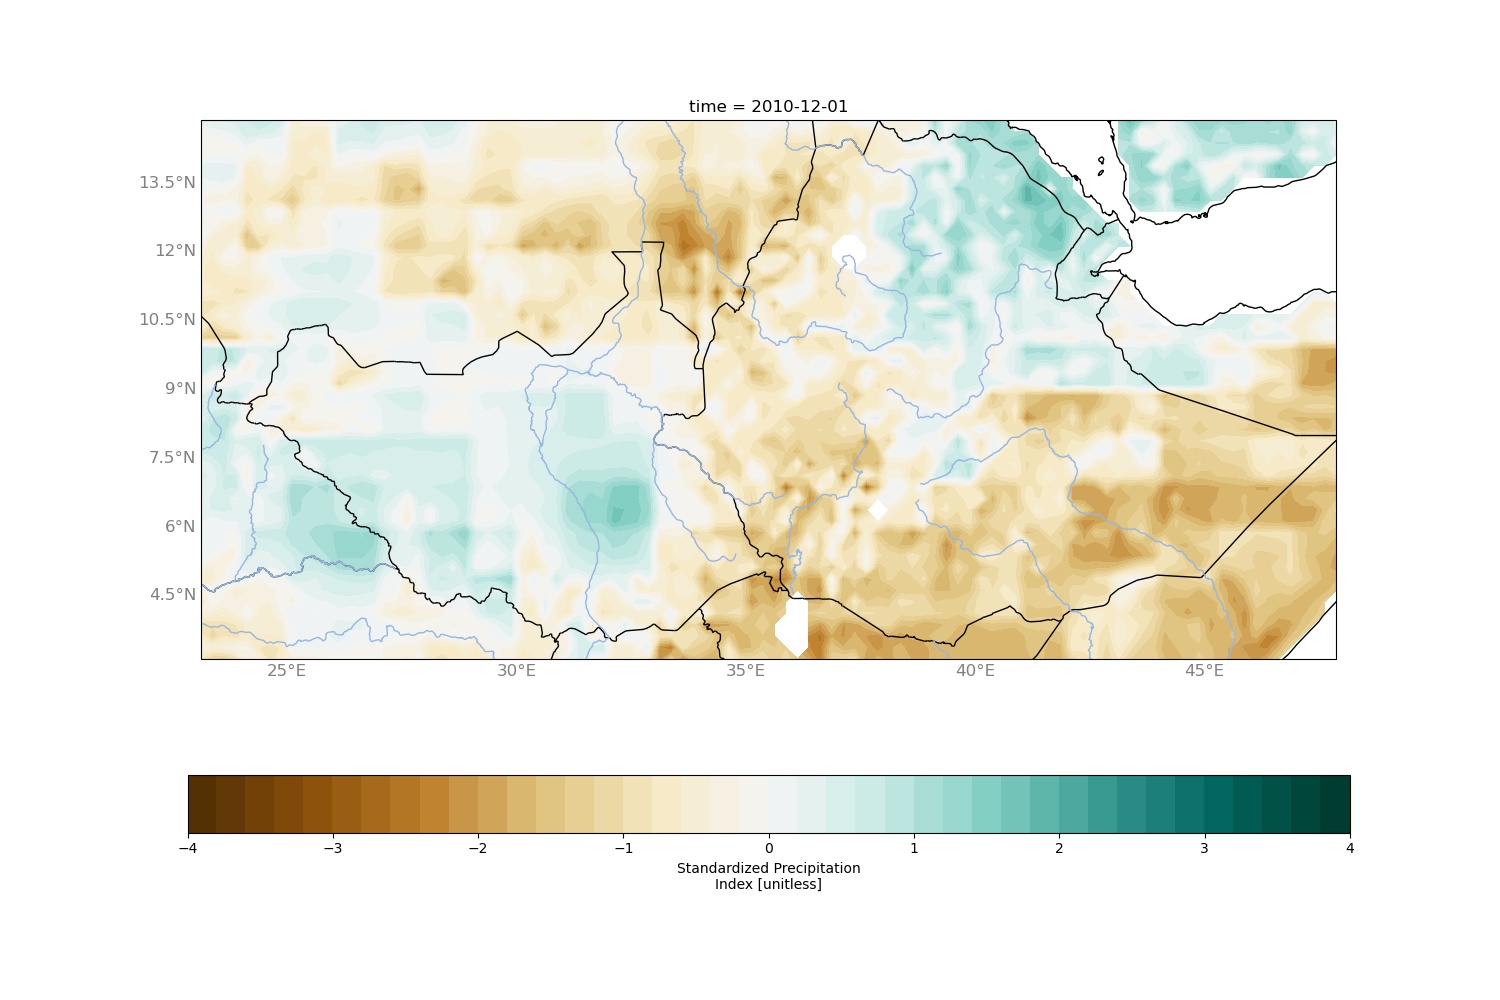 time = 2010-12-01
13.5°N
12°N
10.5°N
9°N
7.5°N
6°N
4.5°N
25°E 30°E 35°E 40°E 45°E
−4 −3 −2 −1 0 1 2 3 4
Standardized Precipitation
Index [unitless]